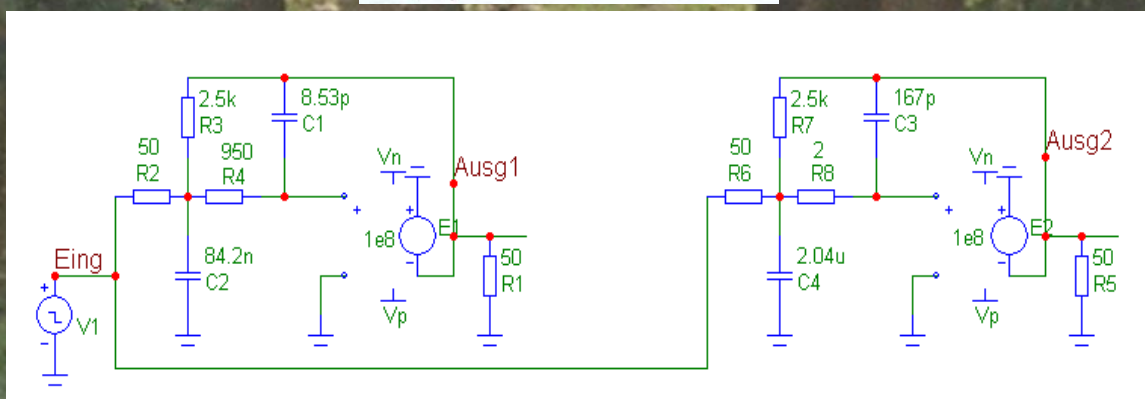 2.5k
R3
8.53p
C1
50
R2
950
R4
Vn
Ausg1
+
+
1e8
E1
-
Eing
84.2n
C2
50
R1
+
V1
-
Vp
2.5k
R7
167p
C3
50
R6
2
R8
Vn
Ausg2
+
+
1e8
E2
-
2.04u
C4
50
R5
Vp